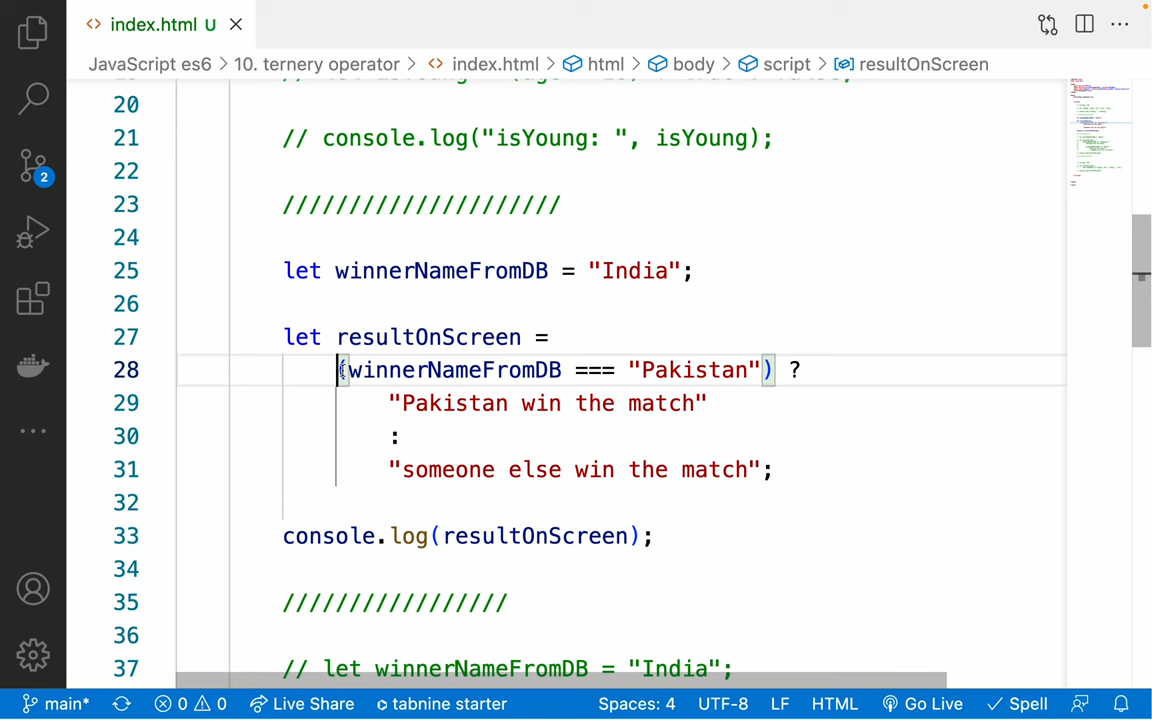 index.html U
JavaScript es6 > 10. ternery operator > index.html > html > body > script > resultOnScreen
20
21 // console.log("isYoung: ", isYoung);
22
23 /////////////////////
24
25 let winnerNameFromDB = "India";
26
27 let resultOnScreen =
28 (winnerNameFromDB === "Pakistan") ?
29 "Pakistan win the match"
30 :
31 "someone else win the match";
32
33 console.log(resultOnScreen);
34
35 /////////////////
36
37 // let winnerNameFromDB = "India";
2
main* 0 0 Live Share tabnine starter Spaces: 4 UTF-8 LF HTML Go Live Spell